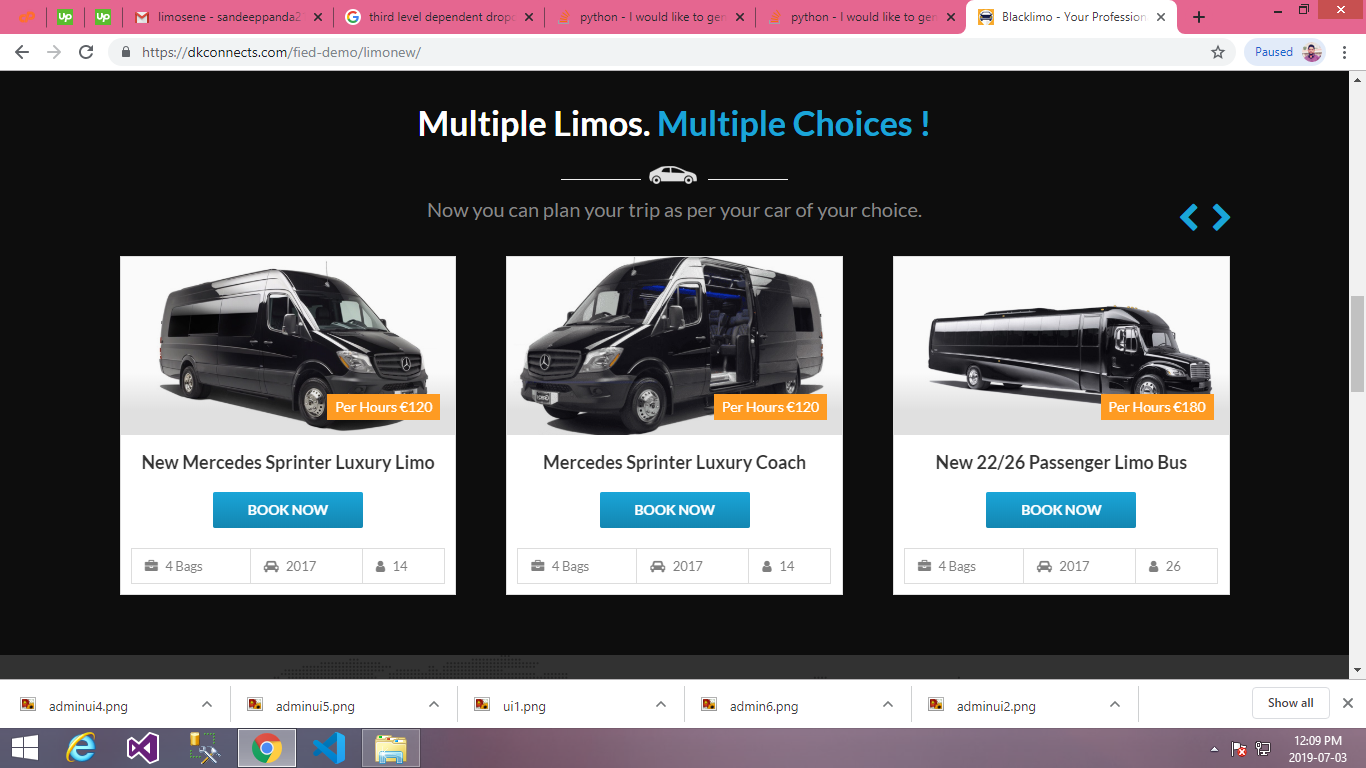 limosene - sandeeppanda2
third level dependent dropd
python - I would like to gen
python - I would like to gen
Blacklimo - Your Profession
https://dkconnects.com/fied-demo/limonew/
Paused
Multiple Limos. Multiple Choices !
Now you can plan your trip as per your car of your choice.
Per Hours €120
Per Hours €120
Per Hours €180
New Mercedes Sprinter Luxury Limo
Mercedes Sprinter Luxury Coach
New 22/26 Passenger Limo Bus
BOOK NOW
BOOK NOW
BOOK NOW
4 Bags 2017 14
4 Bags 2017 14
4 Bags 2017 26
adminui4.png
adminui5.png
ui1.png
admin6.png
adminui2.png
Show all
12:09 PM
2019-07-03